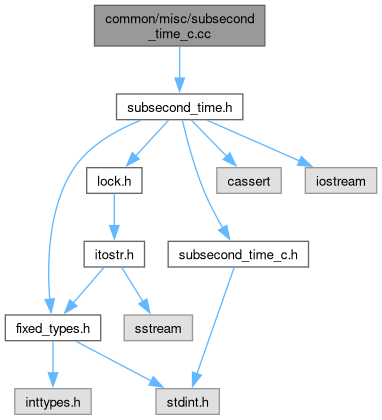 common/misc/subsecond
_time_c.cc
subsecond_time.h
lock.h
cassert
iostream
itostr.h
subsecond_time_c.h
fixed_types.h
sstream
inttypes.h
stdint.h